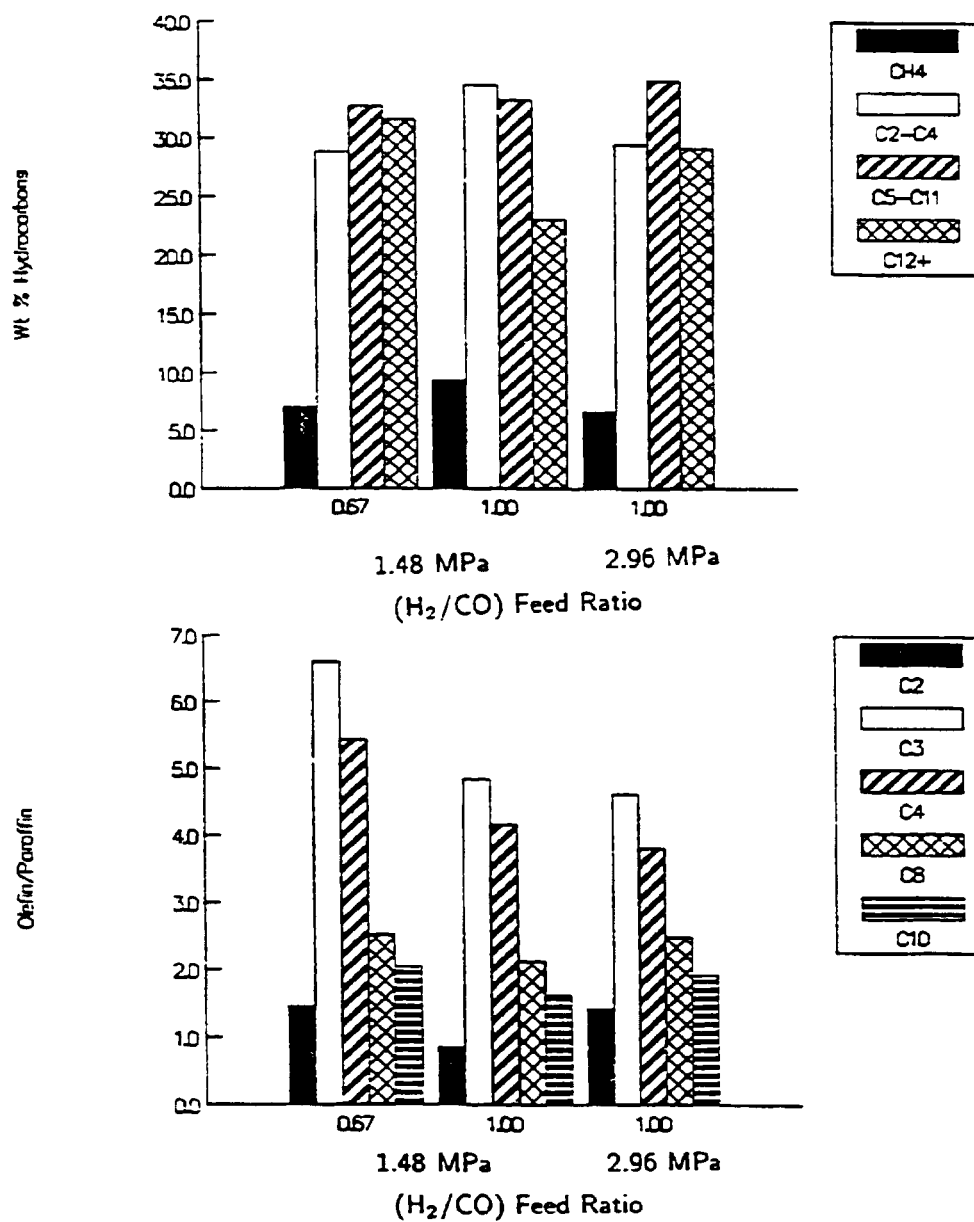 40.0
35.0
30.0
25.0
20.0
15.0
10.0
5.0
0.0
Wt % Hydrocarbons
0.67
1.00
1.00
1.48 MPa
2.96 MPa
(H₂/CO) Feed Ratio
CH4
C2-C4
C5-C11
C12+
7.0
6.0
5.0
4.0
3.0
2.0
1.0
0.0
Olefin/Paraffin
0.67
1.00
1.00
1.48 MPa
2.96 MPa
(H₂/CO) Feed Ratio
C2
C3
C4
C8
C10